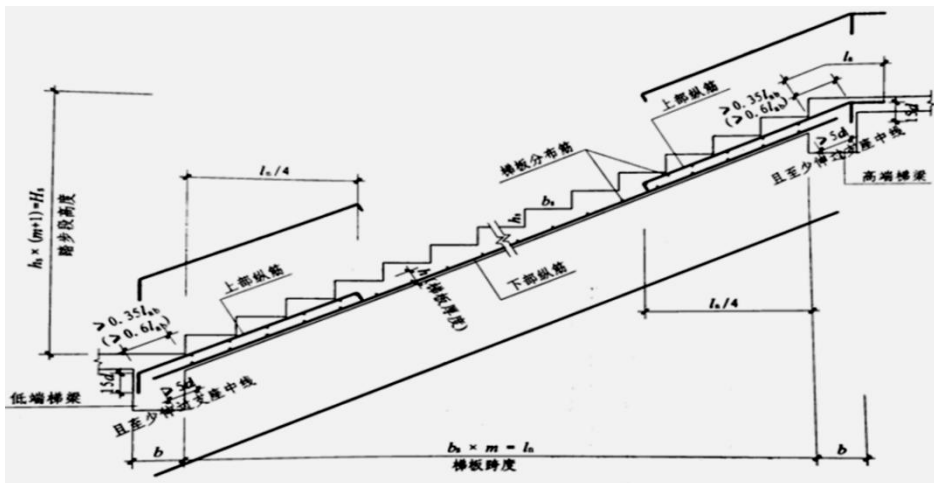 lₐ
上部纵筋
≥0.35lₐb
(≥0.6lₐb)
15d
≥5d
且至少伸过支座中线
高端梯梁
梯板分布筋
lₙ/4
bₛ
hₛ
hₛ×(m+1)=Hₛ
踏步段高度
上部纵筋
h(梯板厚度)
下部纵筋
lₙ/4
≥0.35lₐb
(≥0.6lₐb)
15d
低端梯梁
≥5d
且至少伸过支座中线
b
bₛ × m = lₙ
梯板跨度
b